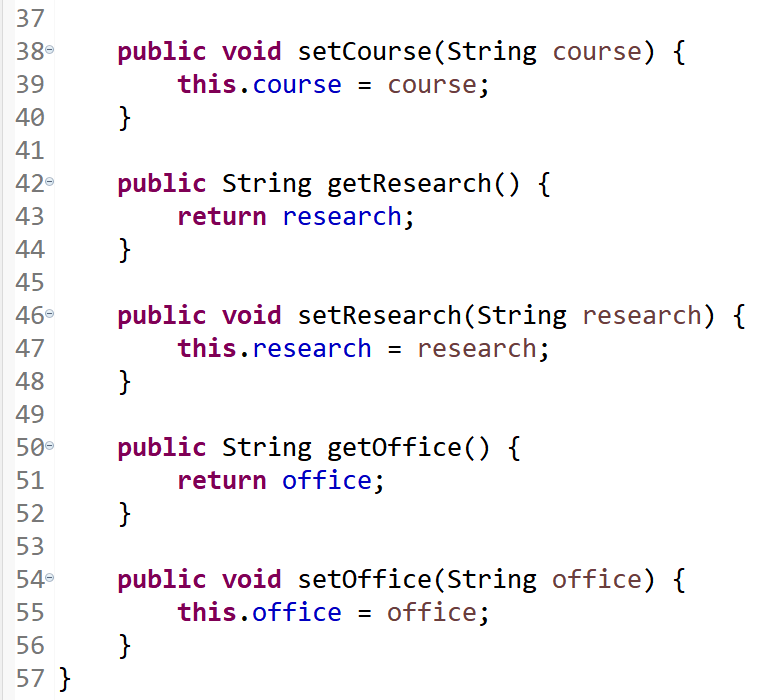 37
38 public void setCourse(String course) {
39 this.course = course;
40 }
41
42 public String getResearch() {
43 return research;
44 }
45
46 public void setResearch(String research) {
47 this.research = research;
48 }
49
50 public String getOffice() {
51 return office;
52 }
53
54 public void setOffice(String office) {
55 this.office = office;
56 }
57 }